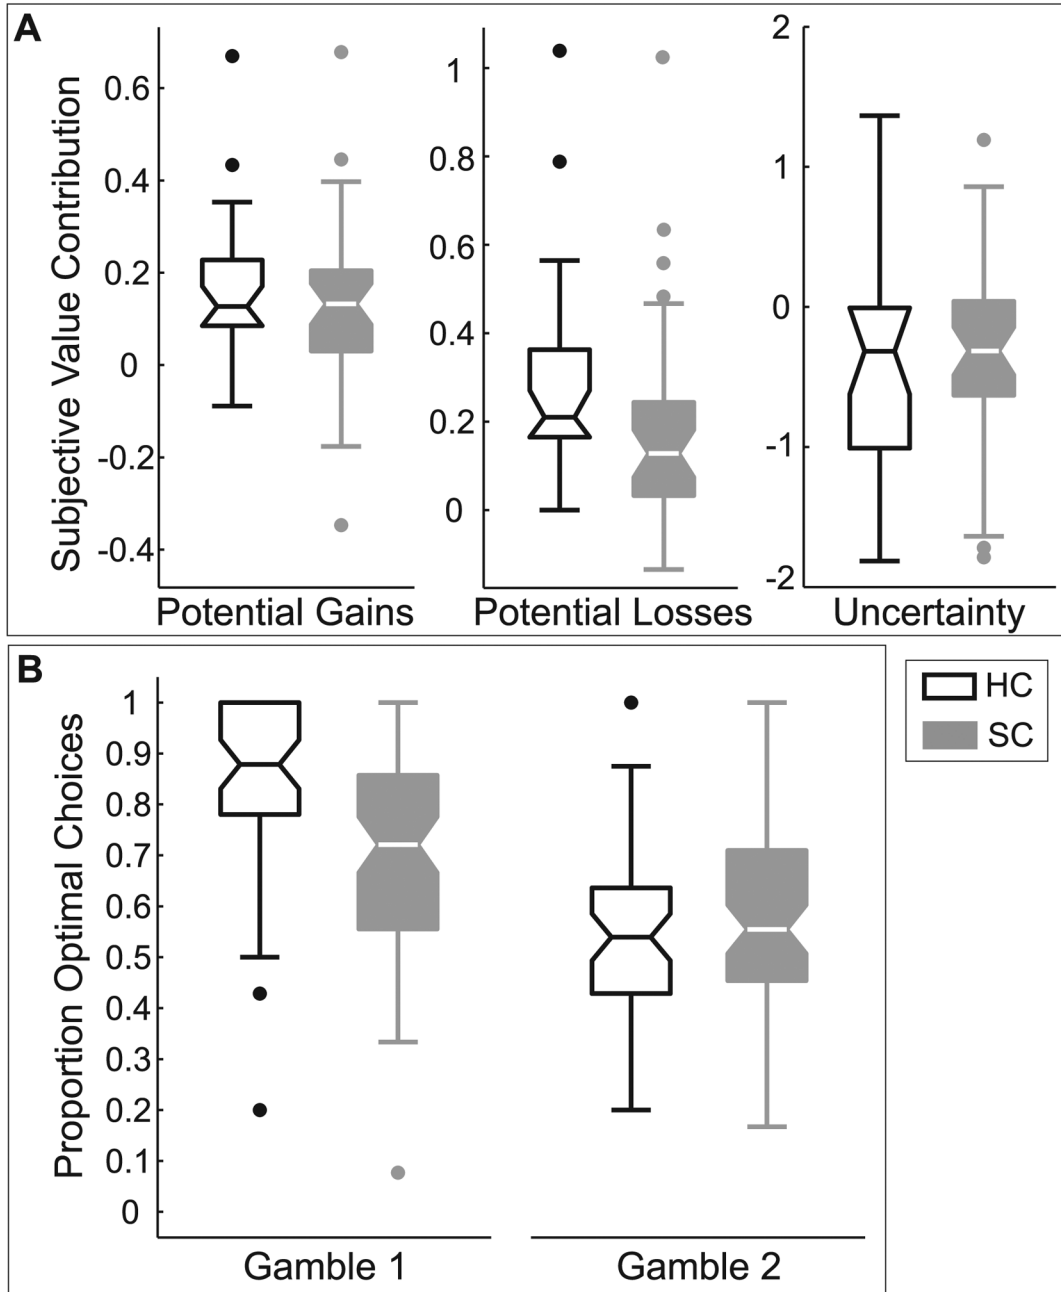 A
Subjective Value Contribution
0.6
0.4
0.2
0
-0.2
-0.4
Potential Gains
1
0.8
0.6
0.4
0.2
0
Potential Losses
2
1
0
-1
-2
Uncertainty
B
Proportion Optimal Choices
1
0.9
0.8
0.7
0.6
0.5
0.4
0.3
0.2
0.1
0
Gamble 1
Gamble 2
HC
SC